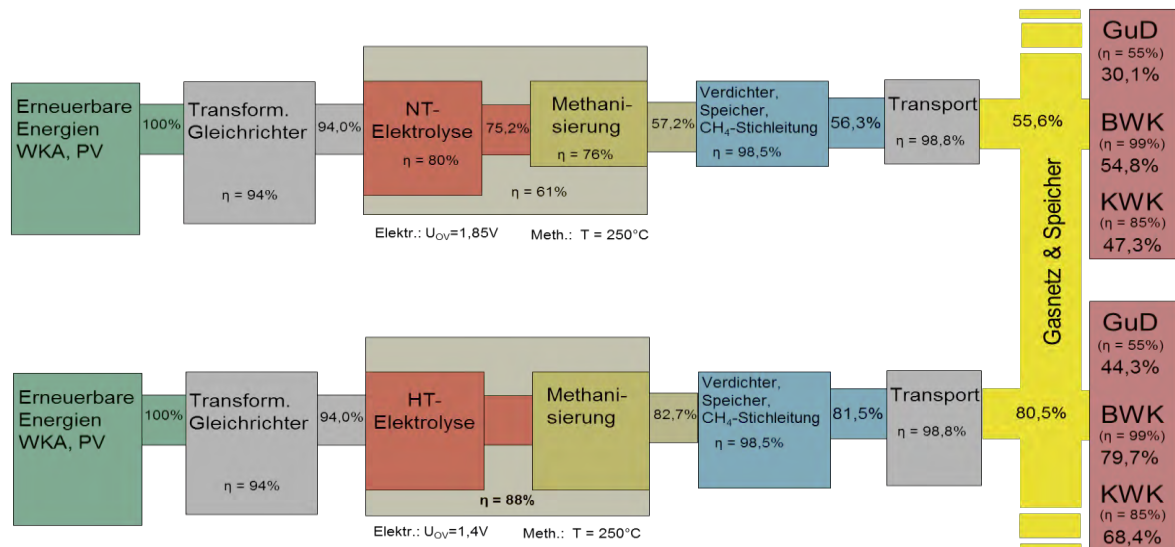 Erneuerbare
Energien
WKA, PV
100%
Transform.
Gleichrichter
η = 94%
94,0%
NT-
Elektrolyse
η = 80%
75,2%
Methani-
sierung
η = 76%
η = 61%
57,2%
Verdichter,
Speicher,
CH₄-Stichleitung
η = 98,5%
56,3%
Transport
η = 98,8%
55,6%
Elektr.: U_OV=1,85V
Meth.: T = 250°C
Gasnetz & Speicher
GuD
(η = 55%)
30,1%
BWK
(η = 99%)
54,8%
KWK
(η = 85%)
47,3%
Erneuerbare
Energien
WKA, PV
100%
Transform.
Gleichrichter
η = 94%
94,0%
HT-
Elektrolyse
Methani-
sierung
η = 88%
82,7%
Verdichter,
Speicher,
CH₄-Stichleitung
η = 98,5%
81,5%
Transport
η = 98,8%
80,5%
Elektr.: U_OV=1,4V
Meth.: T = 250°C
GuD
(η = 55%)
44,3%
BWK
(η = 99%)
79,7%
KWK
(η = 85%)
68,4%